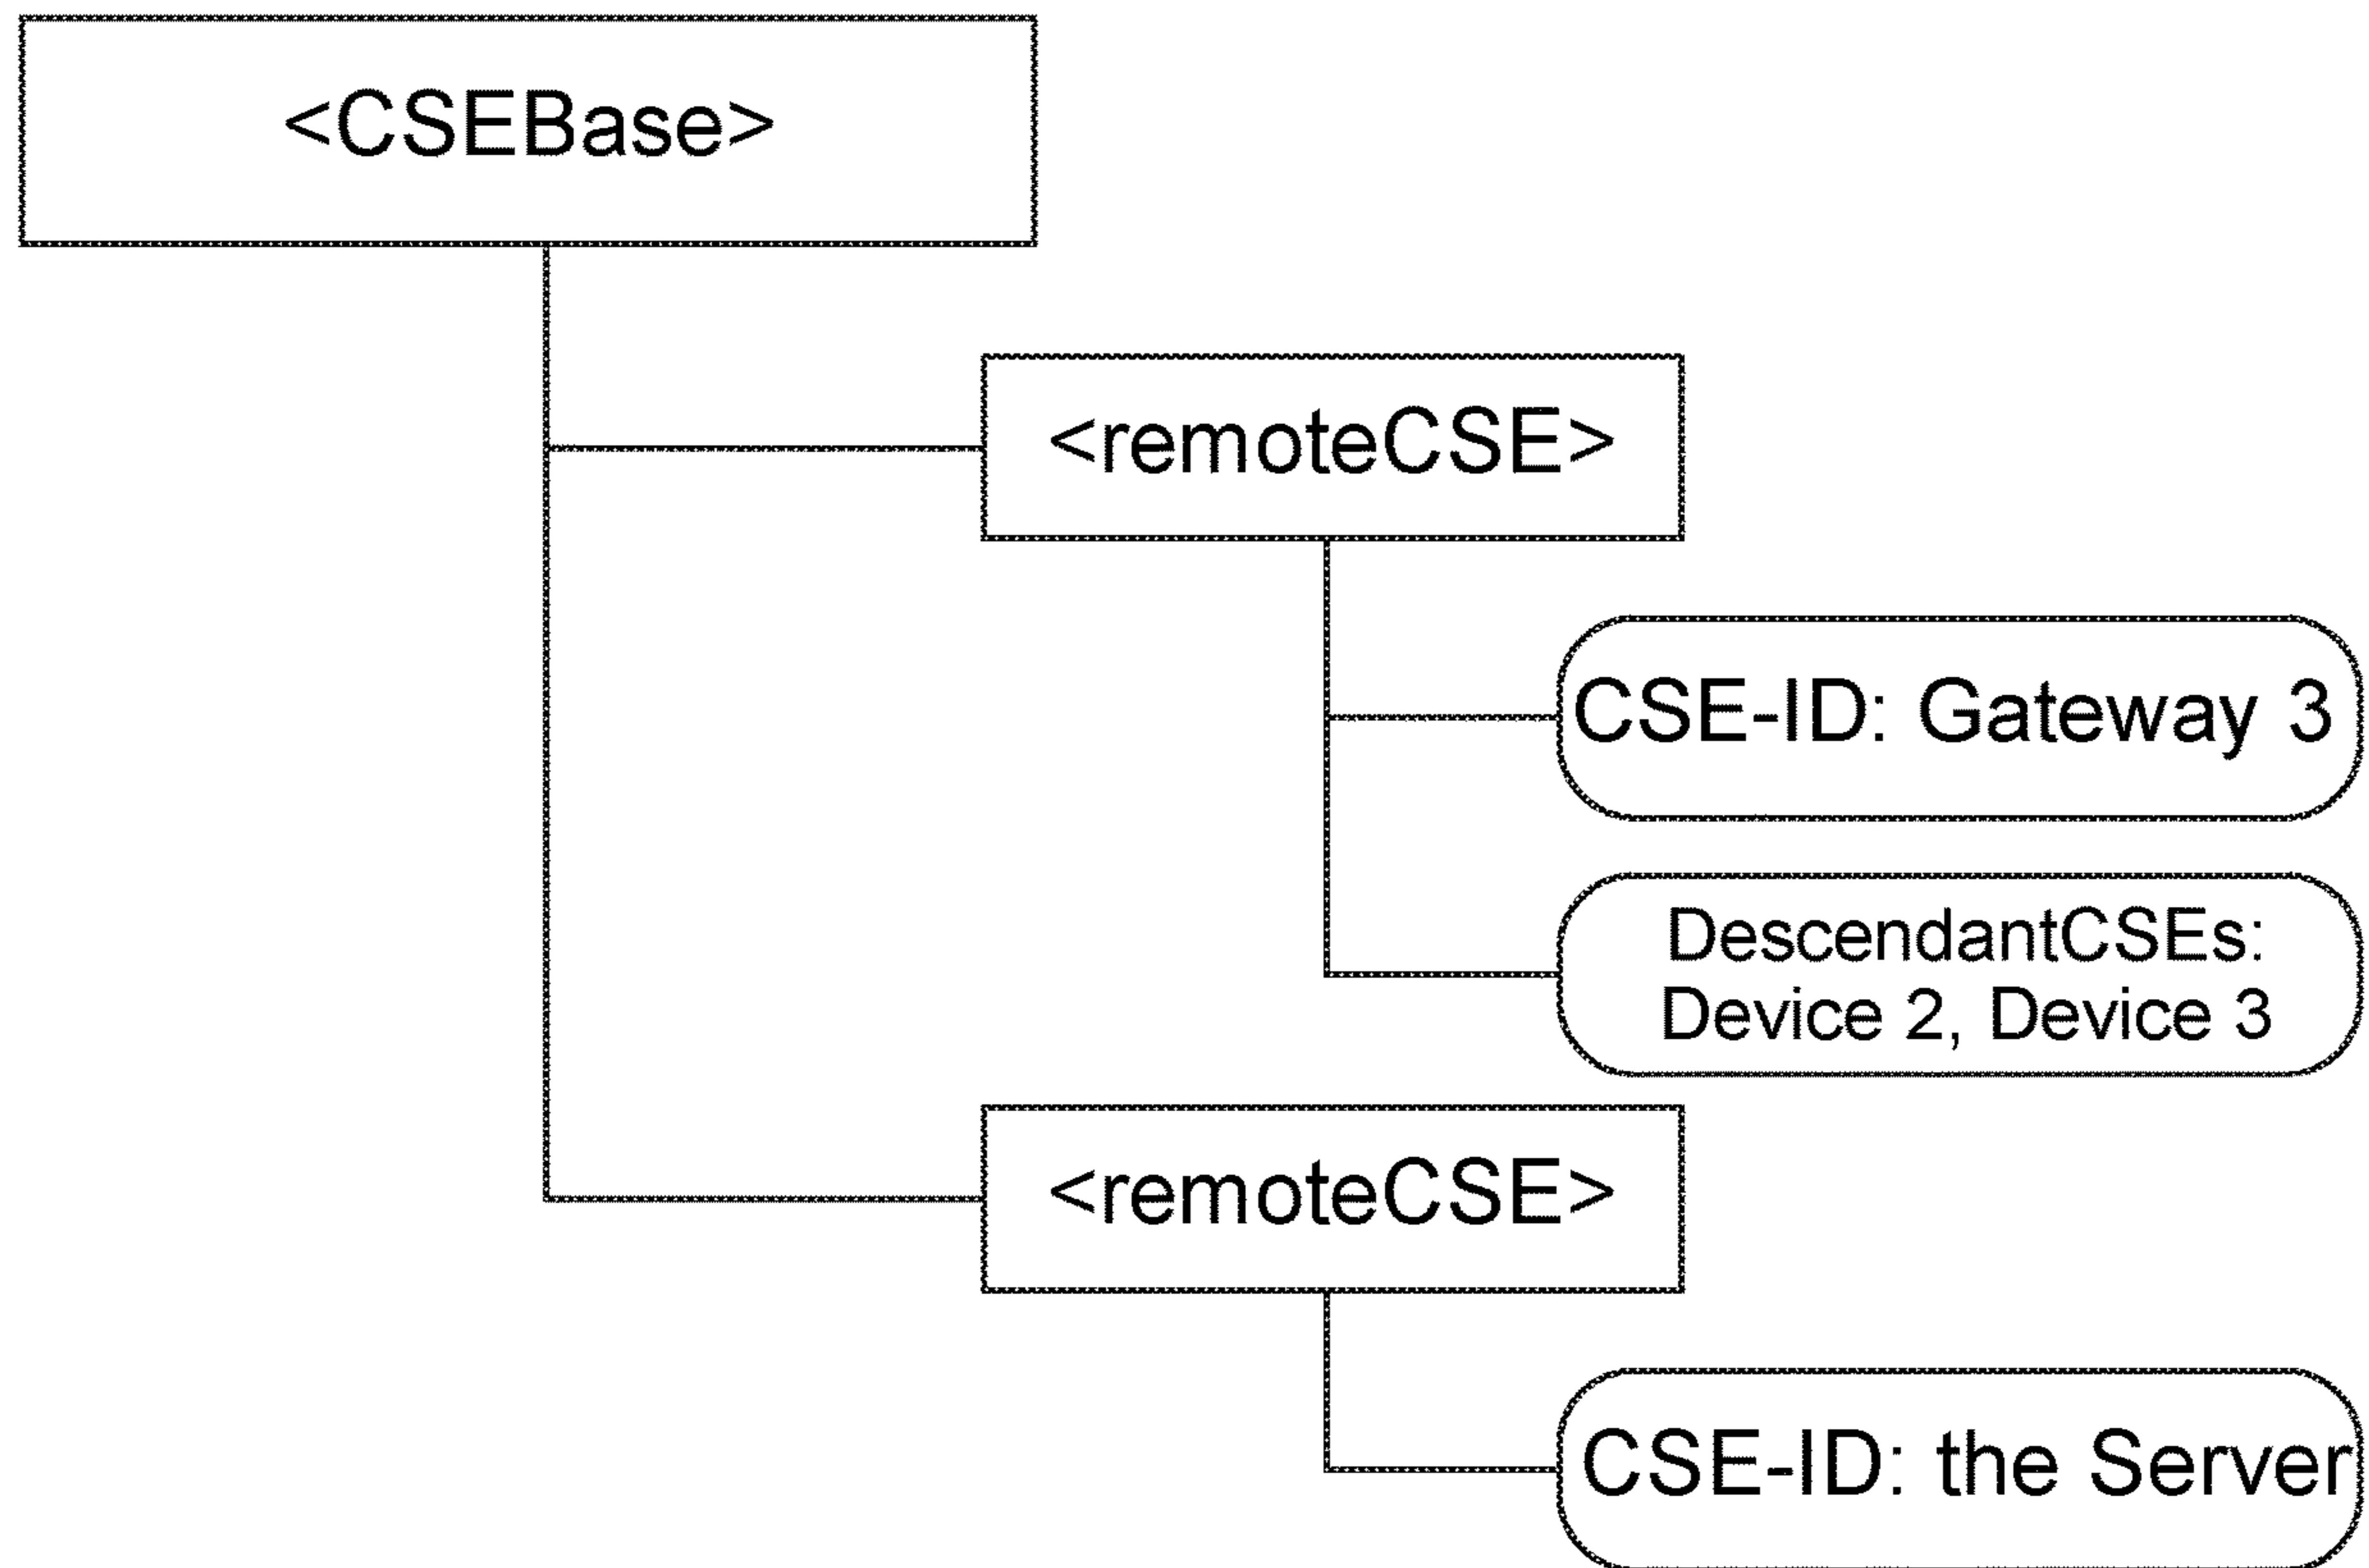 <CSEBase>
<remoteCSE>
CSE-ID: Gateway 3
DescendantCSEs:
Device 2, Device 3
<remoteCSE>
CSE-ID: the Server